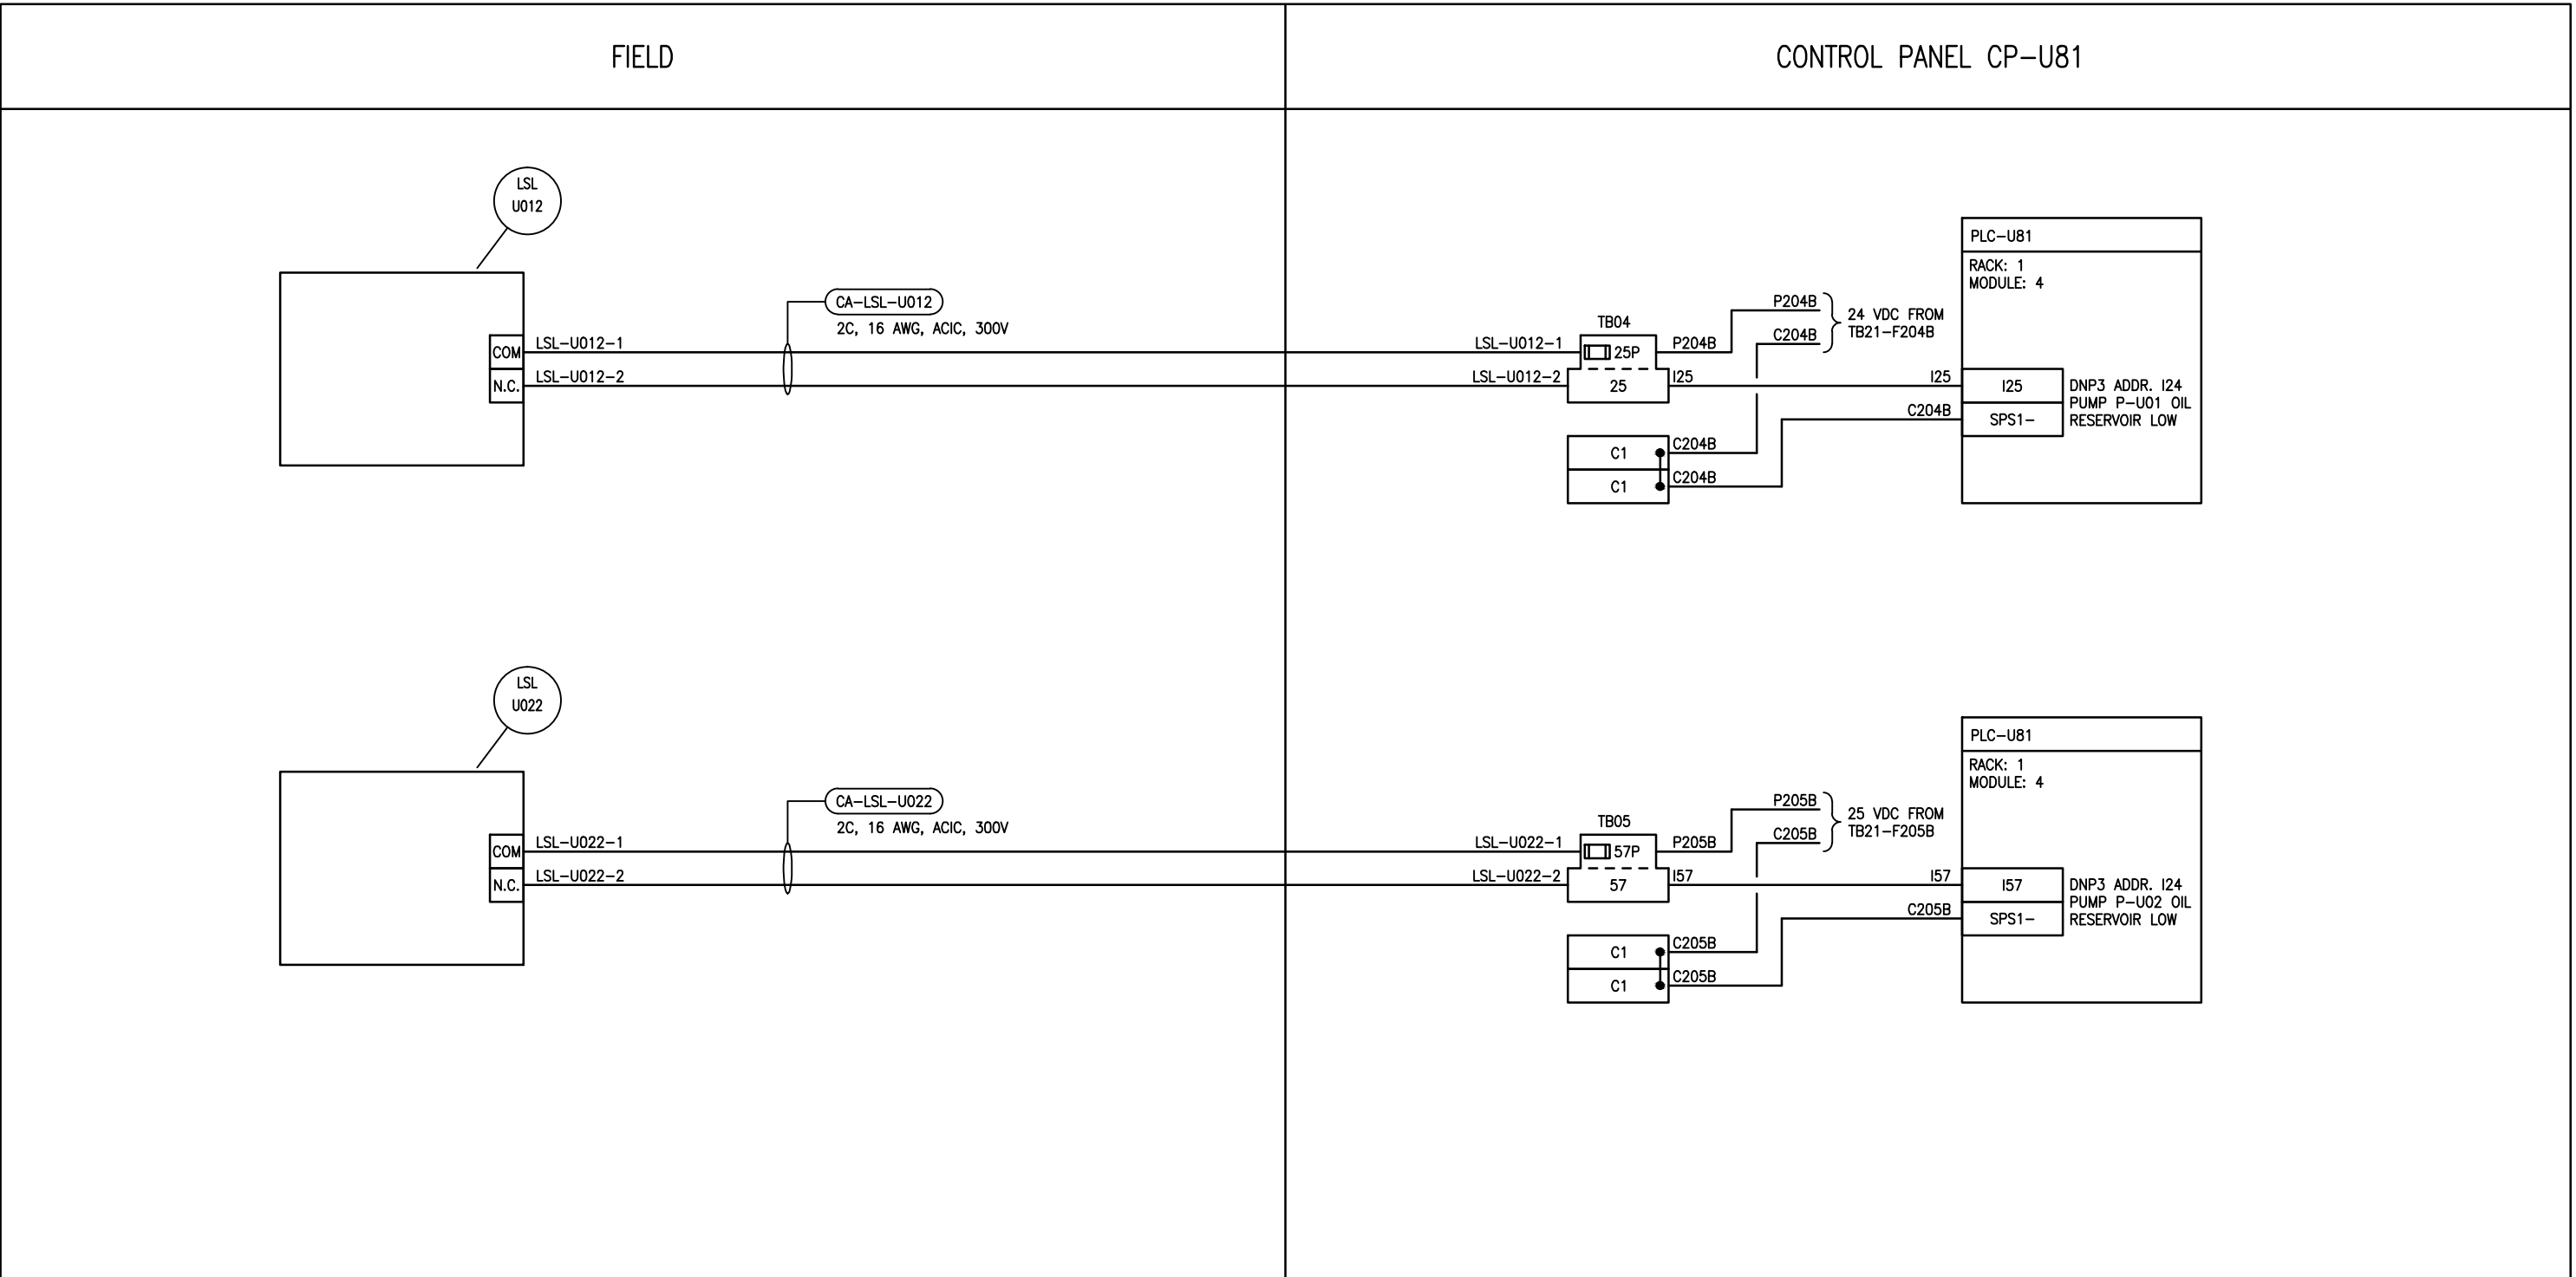 FIELD
CONTROL PANEL CP-U81
LSL
U012
CA-LSL-U012
2C, 16 AWG, ACIC, 300V
COM
LSL-U012-1
N.C.
LSL-U012-2
LSL-U012-1
LSL-U012-2
TB04
25P
25
P204B
I25
P204B
C204B
24 VDC FROM
TB21-F204B
C1
C204B
C1
C204B
I25
C204B
PLC-U81
RACK: 1
MODULE: 4
I25
SPS1-
DNP3 ADDR. I24
PUMP P-U01 OIL
RESERVOIR LOW
LSL
U022
CA-LSL-U022
2C, 16 AWG, ACIC, 300V
COM
LSL-U022-1
N.C.
LSL-U022-2
LSL-U022-1
LSL-U022-2
TB05
57P
57
P205B
I57
P205B
C205B
25 VDC FROM
TB21-F205B
C1
C205B
C1
C205B
I57
C205B
PLC-U81
RACK: 1
MODULE: 4
I57
SPS1-
DNP3 ADDR. I24
PUMP P-U02 OIL
RESERVOIR LOW